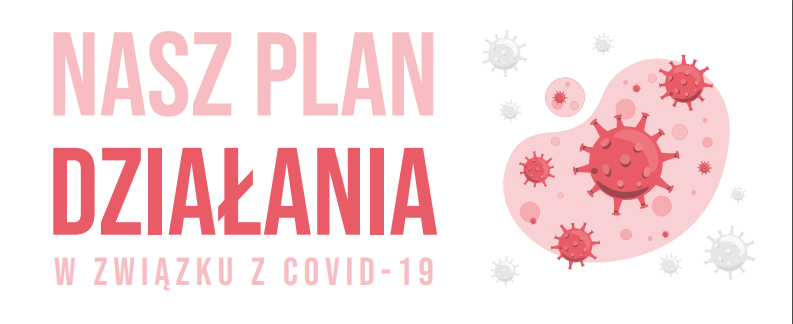 NASZ PLAN
DZIAŁANIA
W ZWIĄZKU Z COVID-19